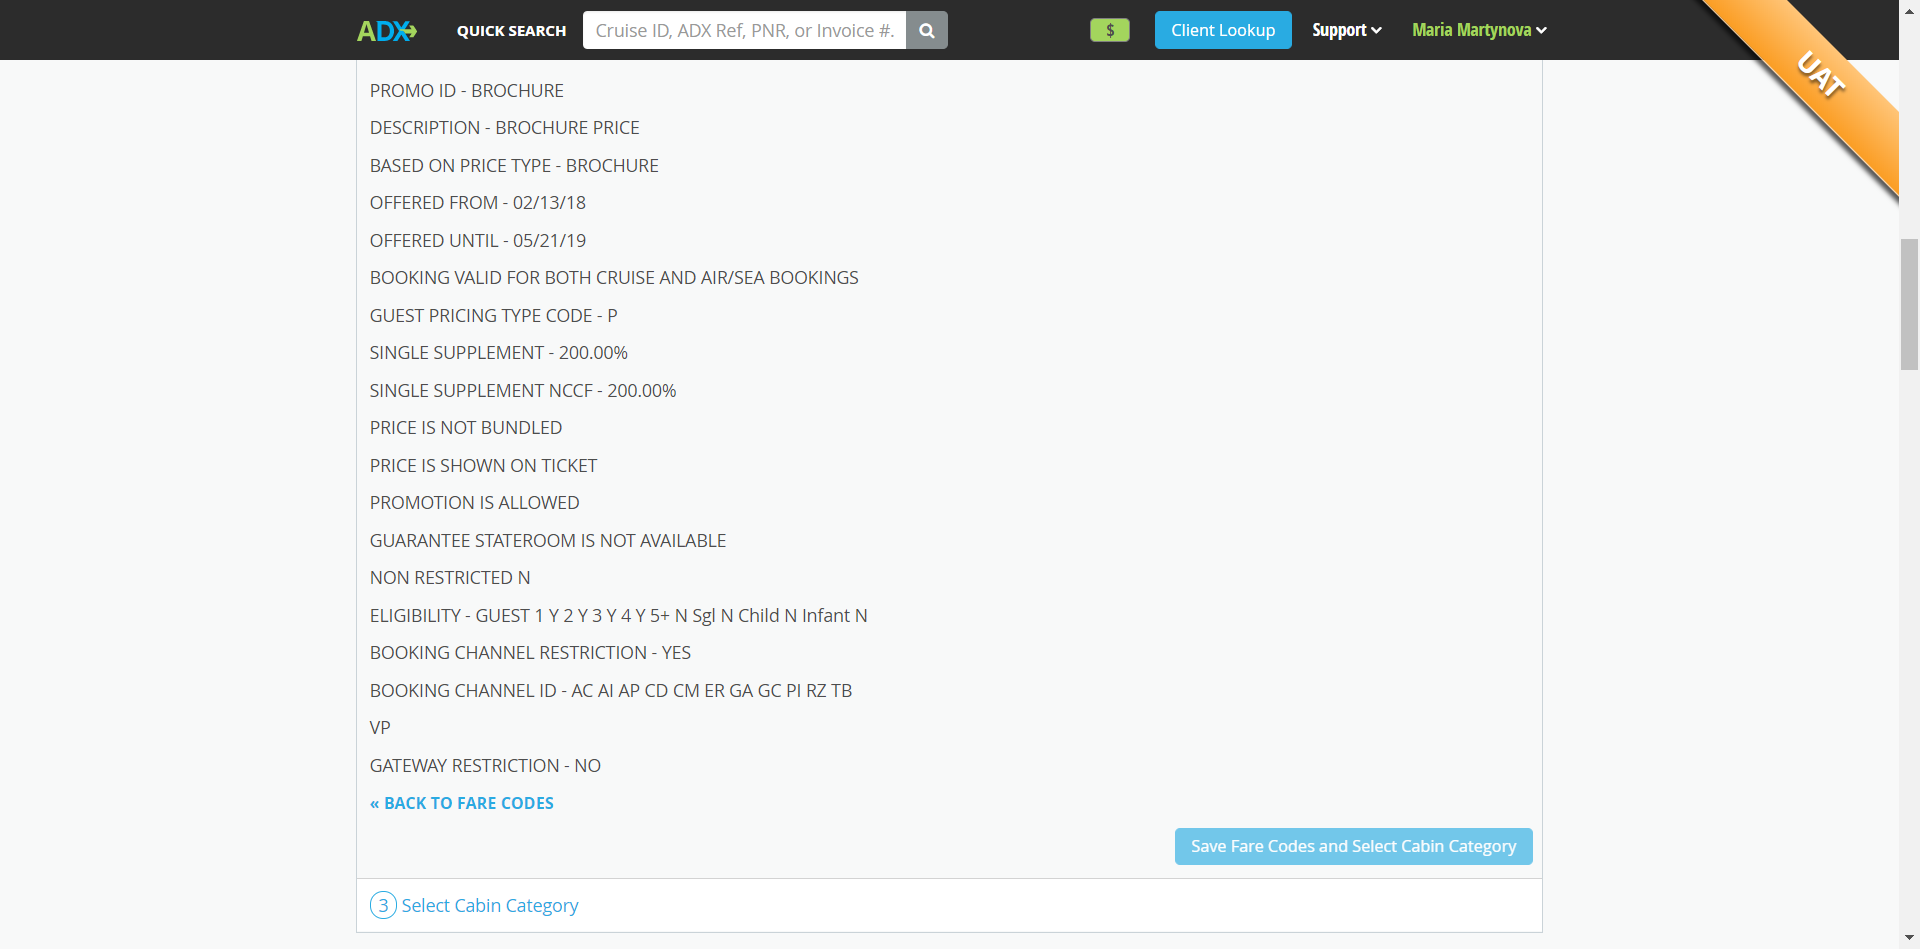 ADX QUICK SEARCH Cruise ID, ADX Ref, PNR, or Invoice #. $ Client Lookup Support Maria Martynova
UAT
PROMO ID - BROCHURE
DESCRIPTION - BROCHURE PRICE
BASED ON PRICE TYPE - BROCHURE
OFFERED FROM - 02/13/18
OFFERED UNTIL - 05/21/19
BOOKING VALID FOR BOTH CRUISE AND AIR/SEA BOOKINGS
GUEST PRICING TYPE CODE - P
SINGLE SUPPLEMENT - 200.00%
SINGLE SUPPLEMENT NCCF - 200.00%
PRICE IS NOT BUNDLED
PRICE IS SHOWN ON TICKET
PROMOTION IS ALLOWED
GUARANTEE STATEROOM IS NOT AVAILABLE
NON RESTRICTED N
ELIGIBILITY - GUEST 1 Y 2 Y 3 Y 4 Y 5+ N Sgl N Child N Infant N
BOOKING CHANNEL RESTRICTION - YES
BOOKING CHANNEL ID - AC AI AP CD CM ER GA GC PI RZ TB
VP
GATEWAY RESTRICTION - NO
« BACK TO FARE CODES
Save Fare Codes and Select Cabin Category
3 Select Cabin Category